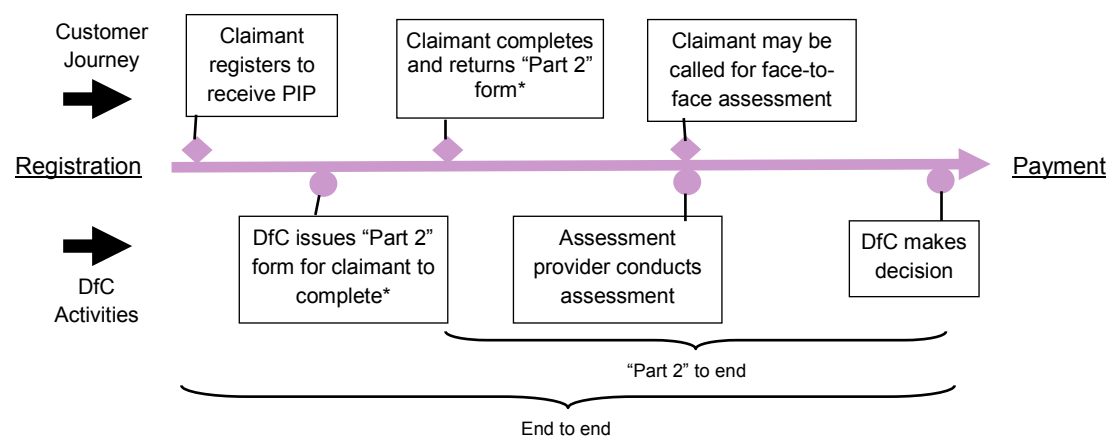 Customer
Journey
Claimant
registers to
receive PIP
Claimant completes
and returns “Part 2”
form*
Claimant may be
called for face-to-
face assessment
Registration
Payment
DfC
Activities
DfC issues “Part 2”
form for claimant to
complete*
Assessment
provider conducts
assessment
DfC makes
decision
“Part 2” to end
End to end